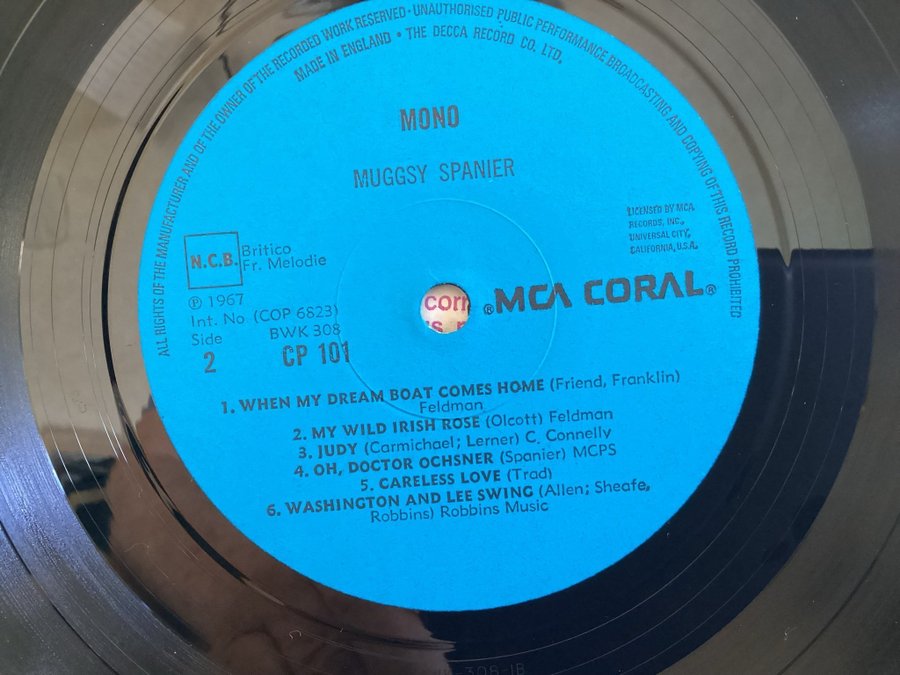 ALL RIGHTS OF THE MANUFACTURER AND OF THE OWNER OF THE RECORDED WORK RESERVED · UNAUTHORISED PUBLIC PERFORMANCE BROADCASTING AND COPYING OF THIS RECORD PROHIBITED
MADE IN ENGLAND • THE DECCA RECORD CO. LTD.
MONO
MUGGSY SPANIER
LICENSED BY MCA
RECORDS, INC.,
UNIVERSAL CITY,
CALIFORNIA, U.S.A.
N.C.B. Britico
Fr. Melodie
℗ 1967
Int. No (COP 6823)
Side BWK 308
2 CP 101
®MCA CORAL®
1. WHEN MY DREAM BOAT COMES HOME (Friend, Franklin)
Feldman
2. MY WILD IRISH ROSE (Olcott) Feldman
3. JUDY (Carmichael; Lerner) C. Connelly
4. OH, DOCTOR OCHSNER (Spanier) MCPS
5. CARELESS LOVE (Trad)
6. WASHINGTON AND LEE SWING (Allen; Sheafe,
Robbins) Robbins Music